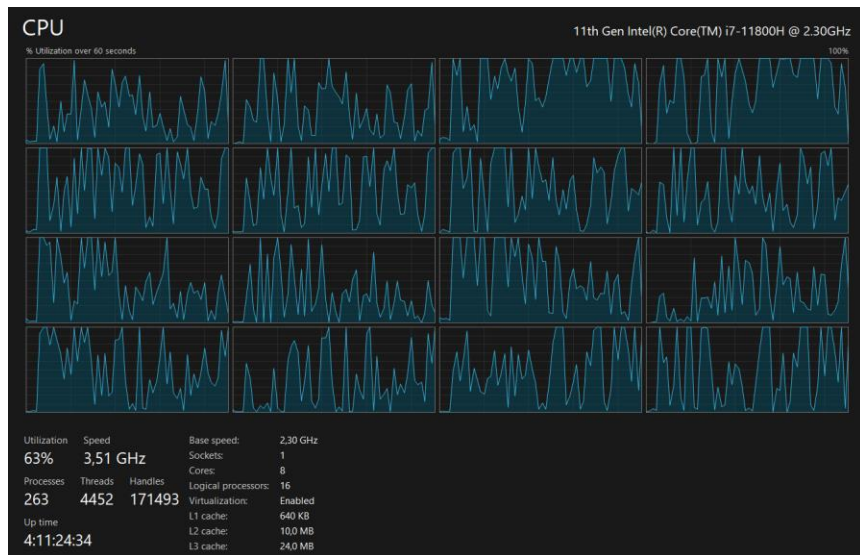 CPU
11th Gen Intel(R) Core(TM) i7-11800H @ 2.30GHz
% Utilization over 60 seconds
100%
Utilization Speed
63% 3,51 GHz
Processes Threads Handles
263 4452 171493
Up time
4:11:24:34
Base speed: 2,30 GHz
Sockets: 1
Cores: 8
Logical processors: 16
Virtualization: Enabled
L1 cache: 640 KB
L2 cache: 10,0 MB
L3 cache: 24,0 MB